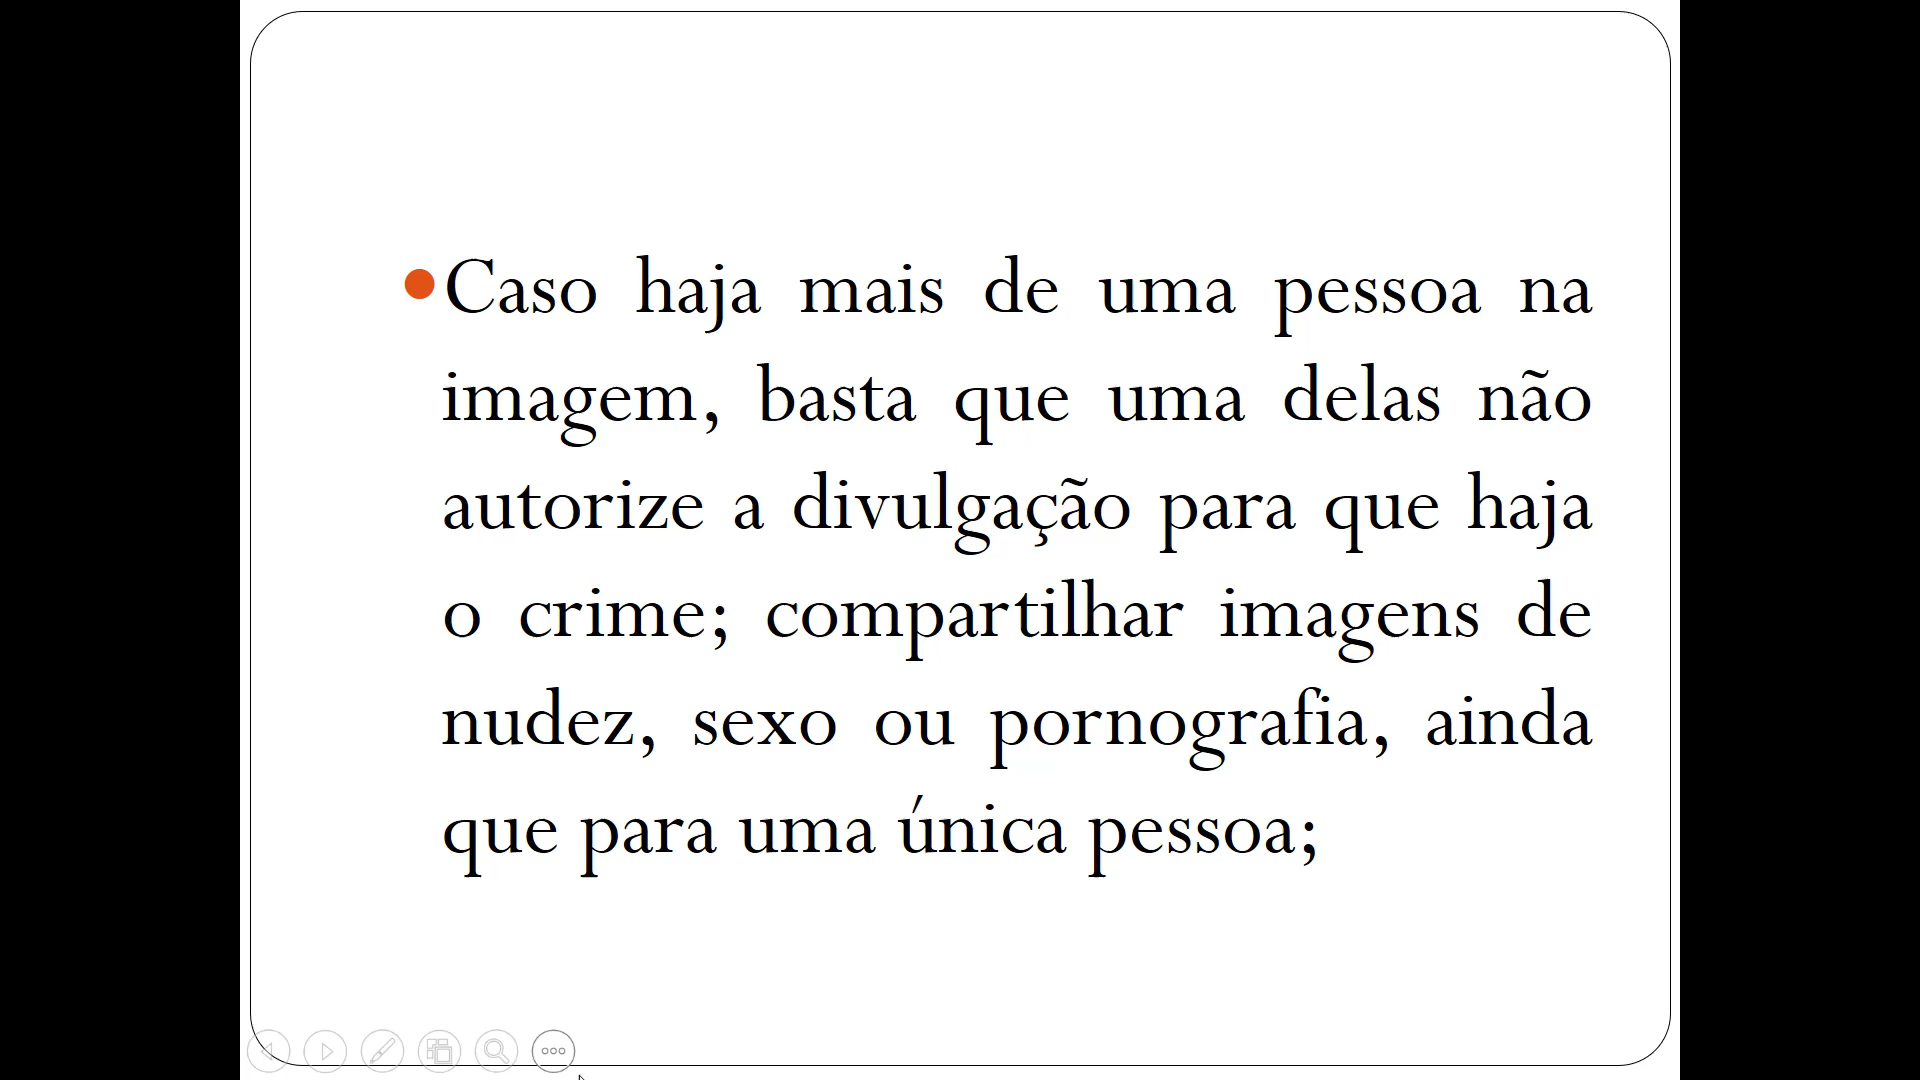 Caso haja mais de uma pessoa na
imagem, basta que uma delas não
autorize a divulgação para que haja
o crime; compartilhar imagens de
nudez, sexo ou pornografia, ainda
que para uma única pessoa;